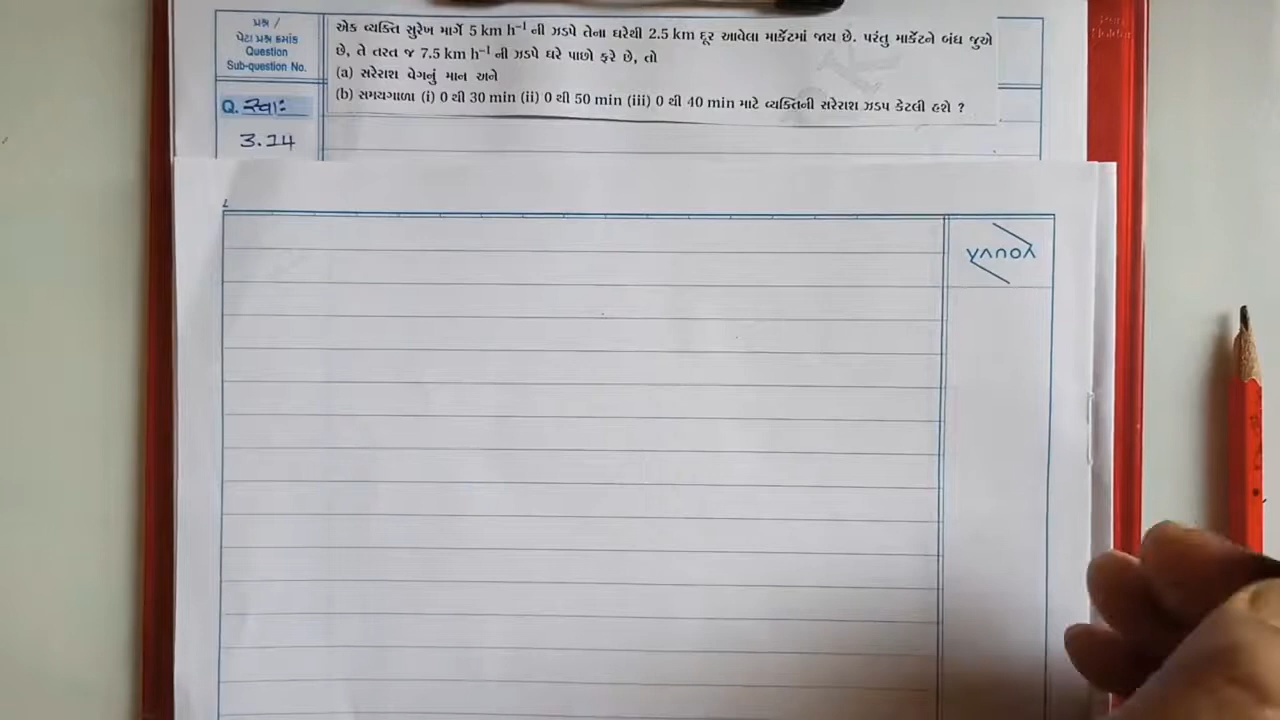 પ્રશ્ન /
પેટા પ્રશ્ન ક્રમાંક
Question
Sub-question No.
એક વ્યક્તિ સુરેખ માર્ગે 5 km h⁻¹ ની ઝડપે તેના ઘરેથી 2.5 km દૂર આવેલા માર્કેટમાં જાય છે. પરંતુ માર્કેટને બંધ જુએ
છે, તે તરત જ 7.5 km h⁻¹ ની ઝડપે ઘરે પાછો ફરે છે, તો
(a) સરેરાશ વેગનું માન અને
(b) સમયગાળા (i) 0 થી 30 min (ii) 0 થી 50 min (iii) 0 થી 40 min માટે વ્યક્તિની સરેરાશ ઝડપ કેટલી હશે ?
Q. સ્વાઃ
3.14
youva